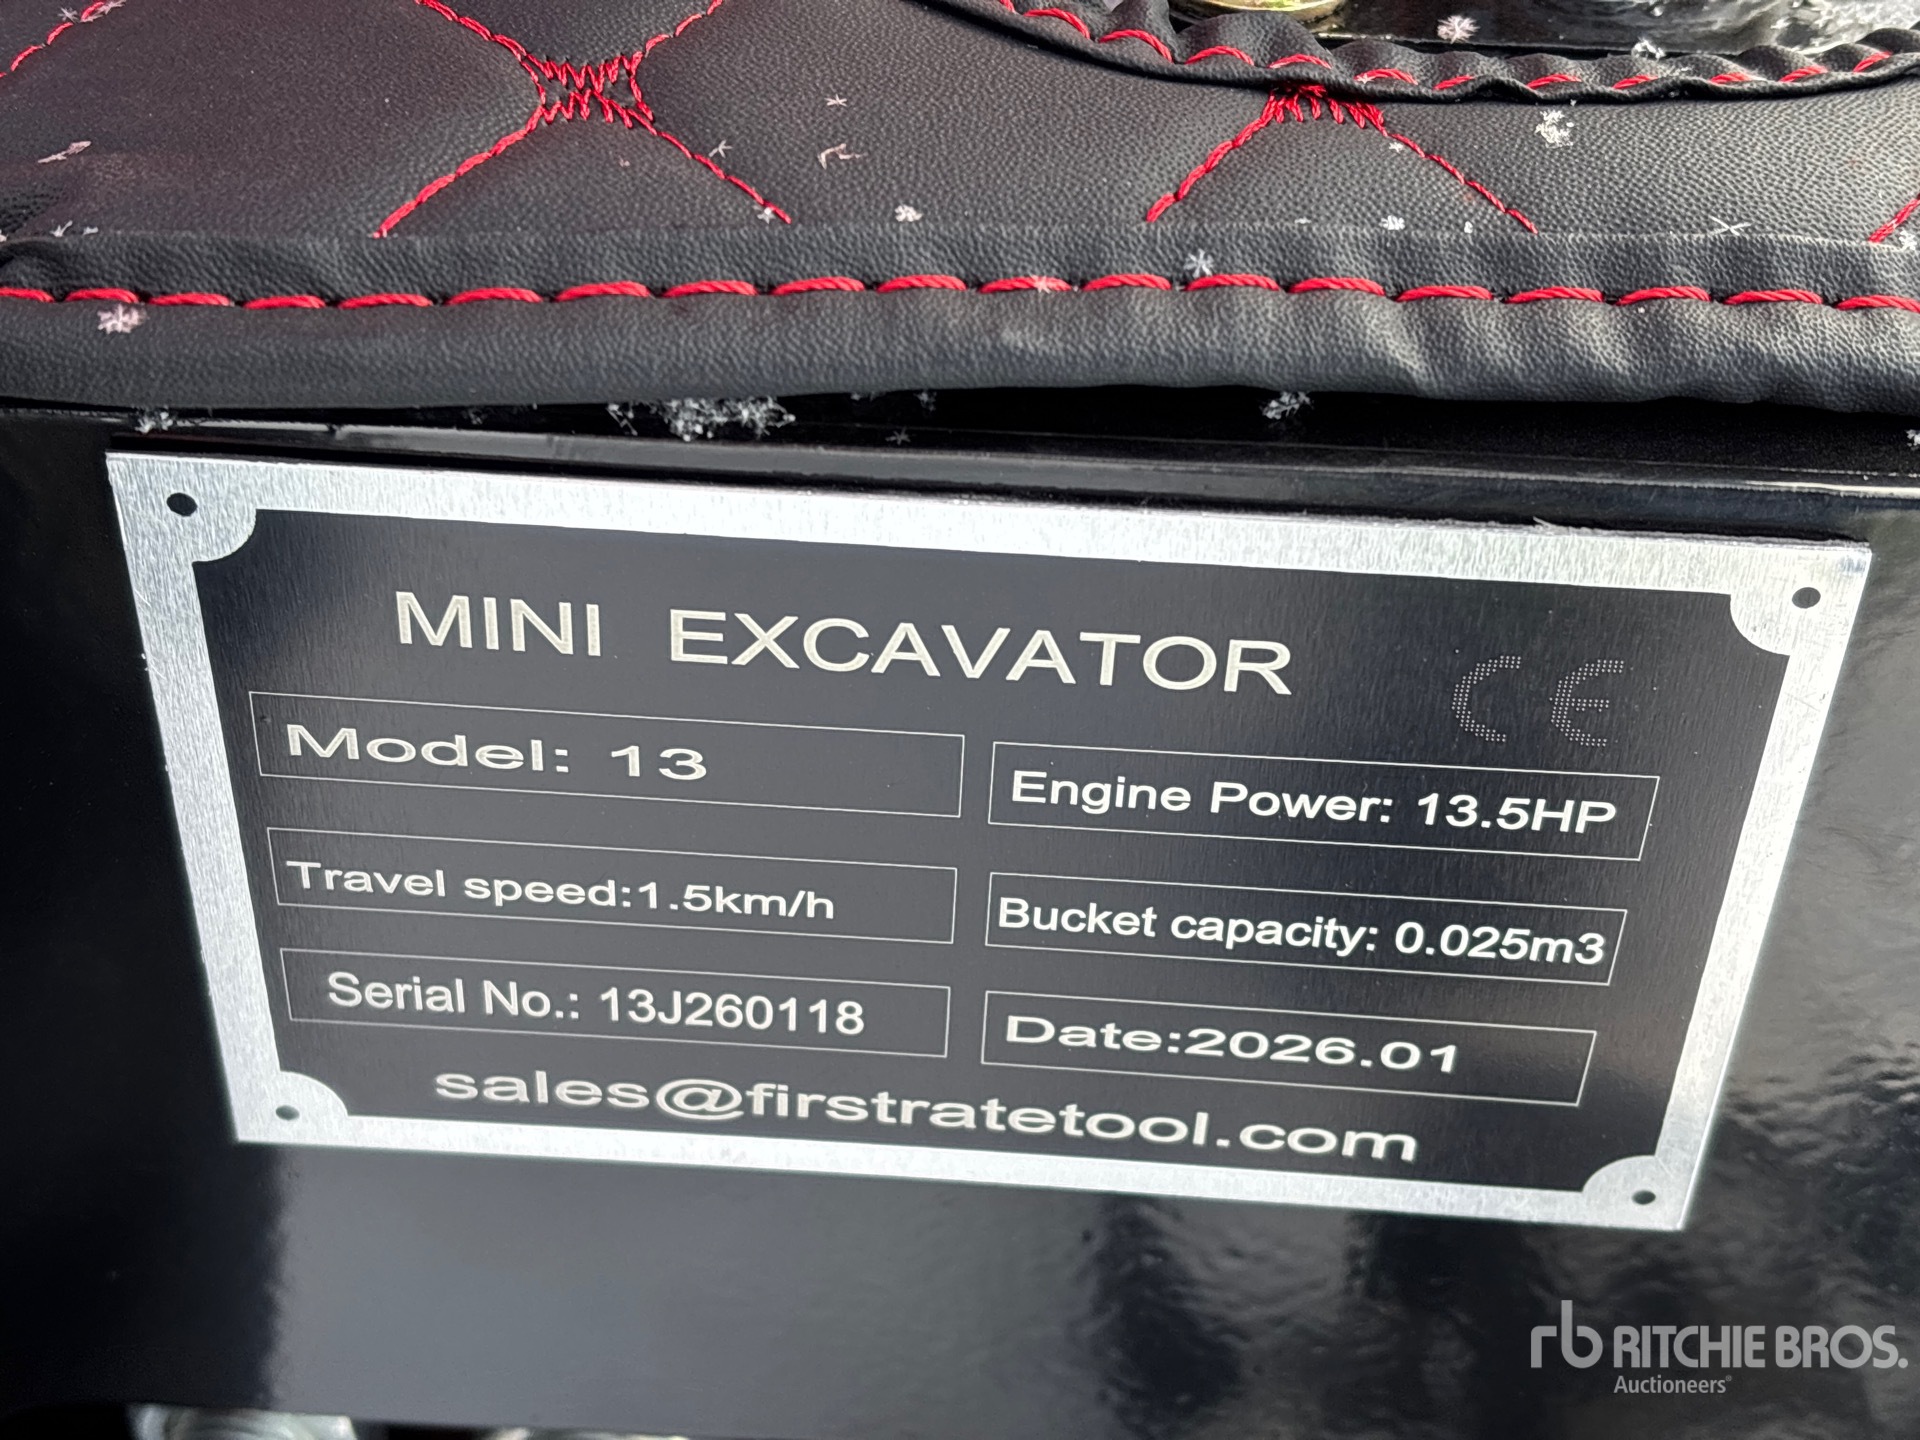 MINI EXCAVATOR
CE
Model: 13
Engine Power: 13.5HP
Travel speed:1.5km/h
Bucket capacity: 0.025m3
Serial No.: 13J260118
Date:2026.01
sales@firstratetool.com
rb RITCHIE BROS.
Auctioneers®